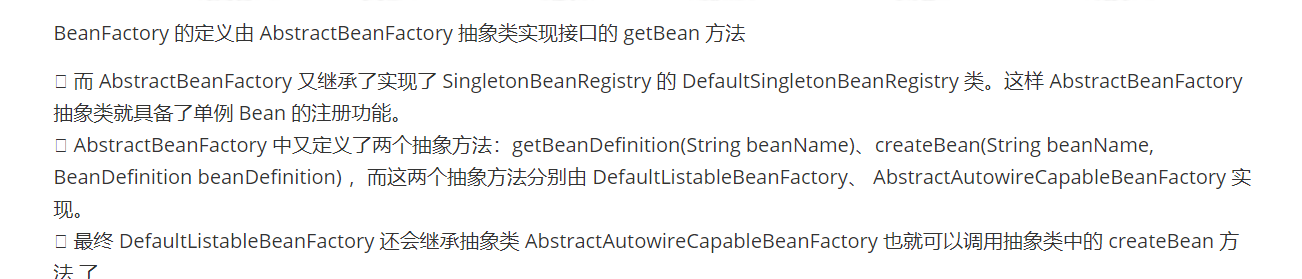 BeanFactory 的定义由 AbstractBeanFactory 抽象类实现接口的 getBean 方法
 而 AbstractBeanFactory 又继承了实现了 SingletonBeanRegistry 的 DefaultSingletonBeanRegistry 类。这样 AbstractBeanFactory
抽象类就具备了单例 Bean 的注册功能。
 AbstractBeanFactory 中又定义了两个抽象方法：getBeanDefinition(String beanName)、createBean(String beanName,
BeanDefinition beanDefinition) ，而这两个抽象方法分别由 DefaultListableBeanFactory、 AbstractAutowireCapableBeanFactory 实
现。
 最终 DefaultListableBeanFactory 还会继承抽象类 AbstractAutowireCapableBeanFactory 也就可以调用抽象类中的 createBean 方
法 了